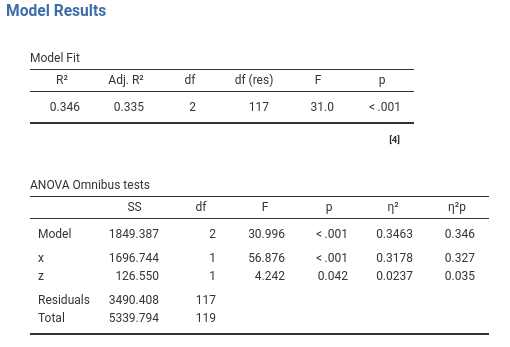 Model Results
Model Fit
R² Adj. R² df df (res) F p
0.346 0.335 2 117 31.0 < .001
[4]
ANOVA Omnibus tests
SS df F p η² η²p
Model 1849.387 2 30.996 < .001 0.3463 0.346
x 1696.744 1 56.876 < .001 0.3178 0.327
z 126.550 1 4.242 0.042 0.0237 0.035
Residuals 3490.408 117
Total 5339.794 119